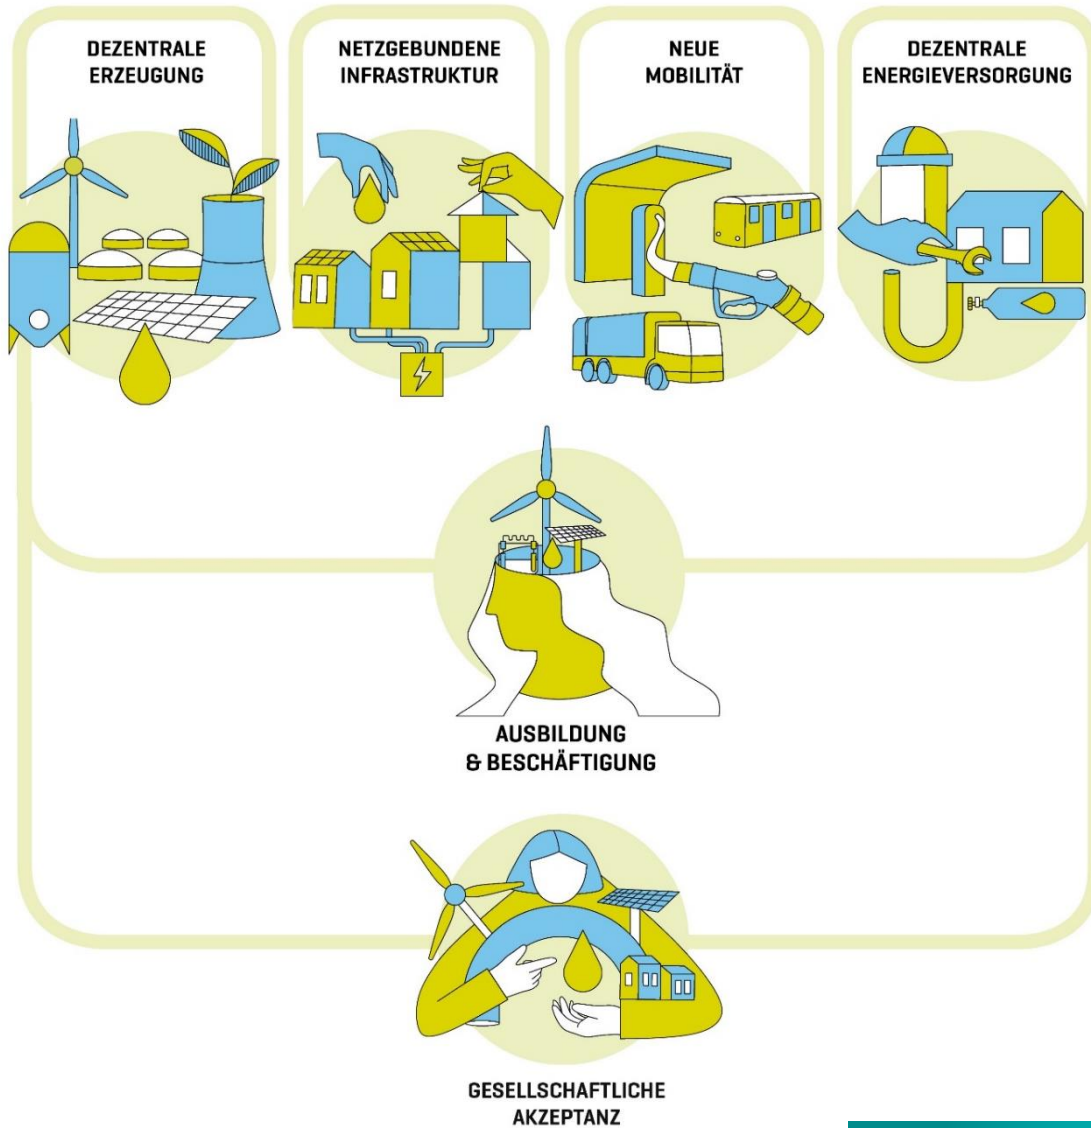 DEZENTRALE
ERZEUGUNG
NETZGEBUNDENE
INFRASTRUKTUR
NEUE
MOBILITÄT
DEZENTRALE
ENERGIEVERSORGUNG
AUSBILDUNG
& BESCHÄFTIGUNG
GESELLSCHAFTLICHE
AKZEPTANZ